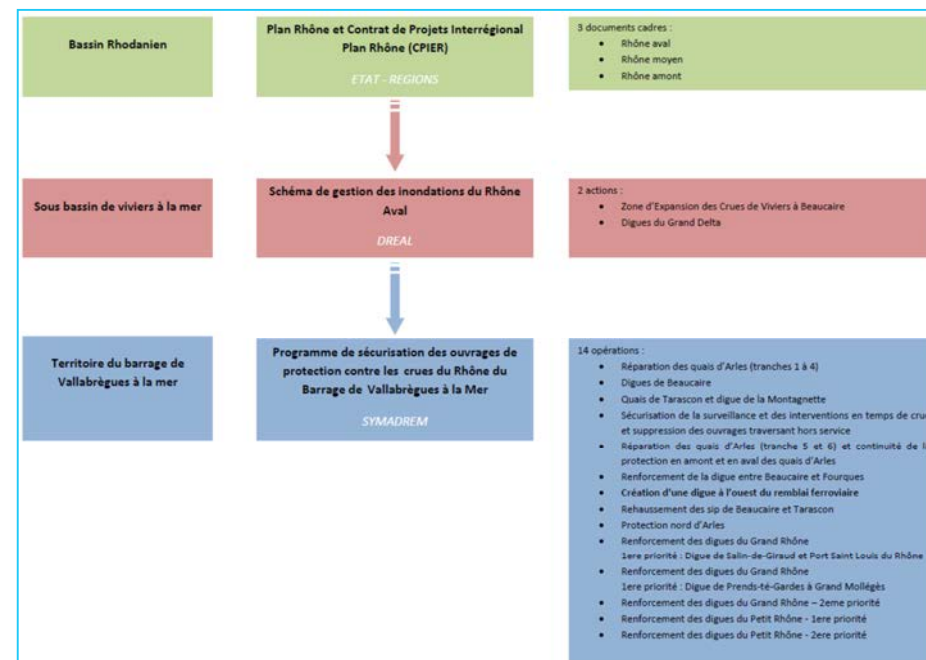 Bassin Rhodanien
Plan Rhône et Contrat de Projets Interrégional
Plan Rhône (CPIER)
ETAT - REGIONS
3 documents cadres :
• Rhône aval
• Rhône moyen
• Rhône amont
Sous bassin de viviers à la mer
Schéma de gestion des inondations du Rhône
Aval
DREAL
2 actions :
• Zone d'Expansion des Crues de Viviers à Beaucaire
• Digues du Grand Delta
Territoire du barrage de
Vallabrègues à la mer
Programme de sécurisation des ouvrages de
protection contre les crues du Rhône du
Barrage de Vallabrègues à la Mer
SYMADREM
14 opérations :
• Réparation des quais d'Arles (tranches 1 à 4)
• Digues de Beaucaire
• Quais de Tarascon et digue de la Montagnette
• Sécurisation de la surveillance et des interventions en temps de crue
et suppression des ouvrages traversant hors service
• Réparation des quais d'Arles (tranche 5 et 6) et continuité de
protection en amont et en aval des quais d'Arles
• Renforcement de la digue entre Beaucaire et Fourques
• Création d'une digue à l'ouest du remblai ferroviaire
• Rehaussement des sip de Beaucaire et Tarascon
• Protection nord d'Arles
• Renforcement des digues du Grand Rhône
1ere priorité : Digue de Salin-de-Giraud et Port Saint Louis du Rhône
• Renforcement des digues du Grand Rhône
1ere priorité : Digue de Prends-té-Gardes à Grand Mollégès
• Renforcement des digues du Grand Rhône – 2eme priorité
• Renforcement des digues du Petit Rhône - 1ere priorité
• Renforcement des digues du Petit Rhône - 2ere priorité